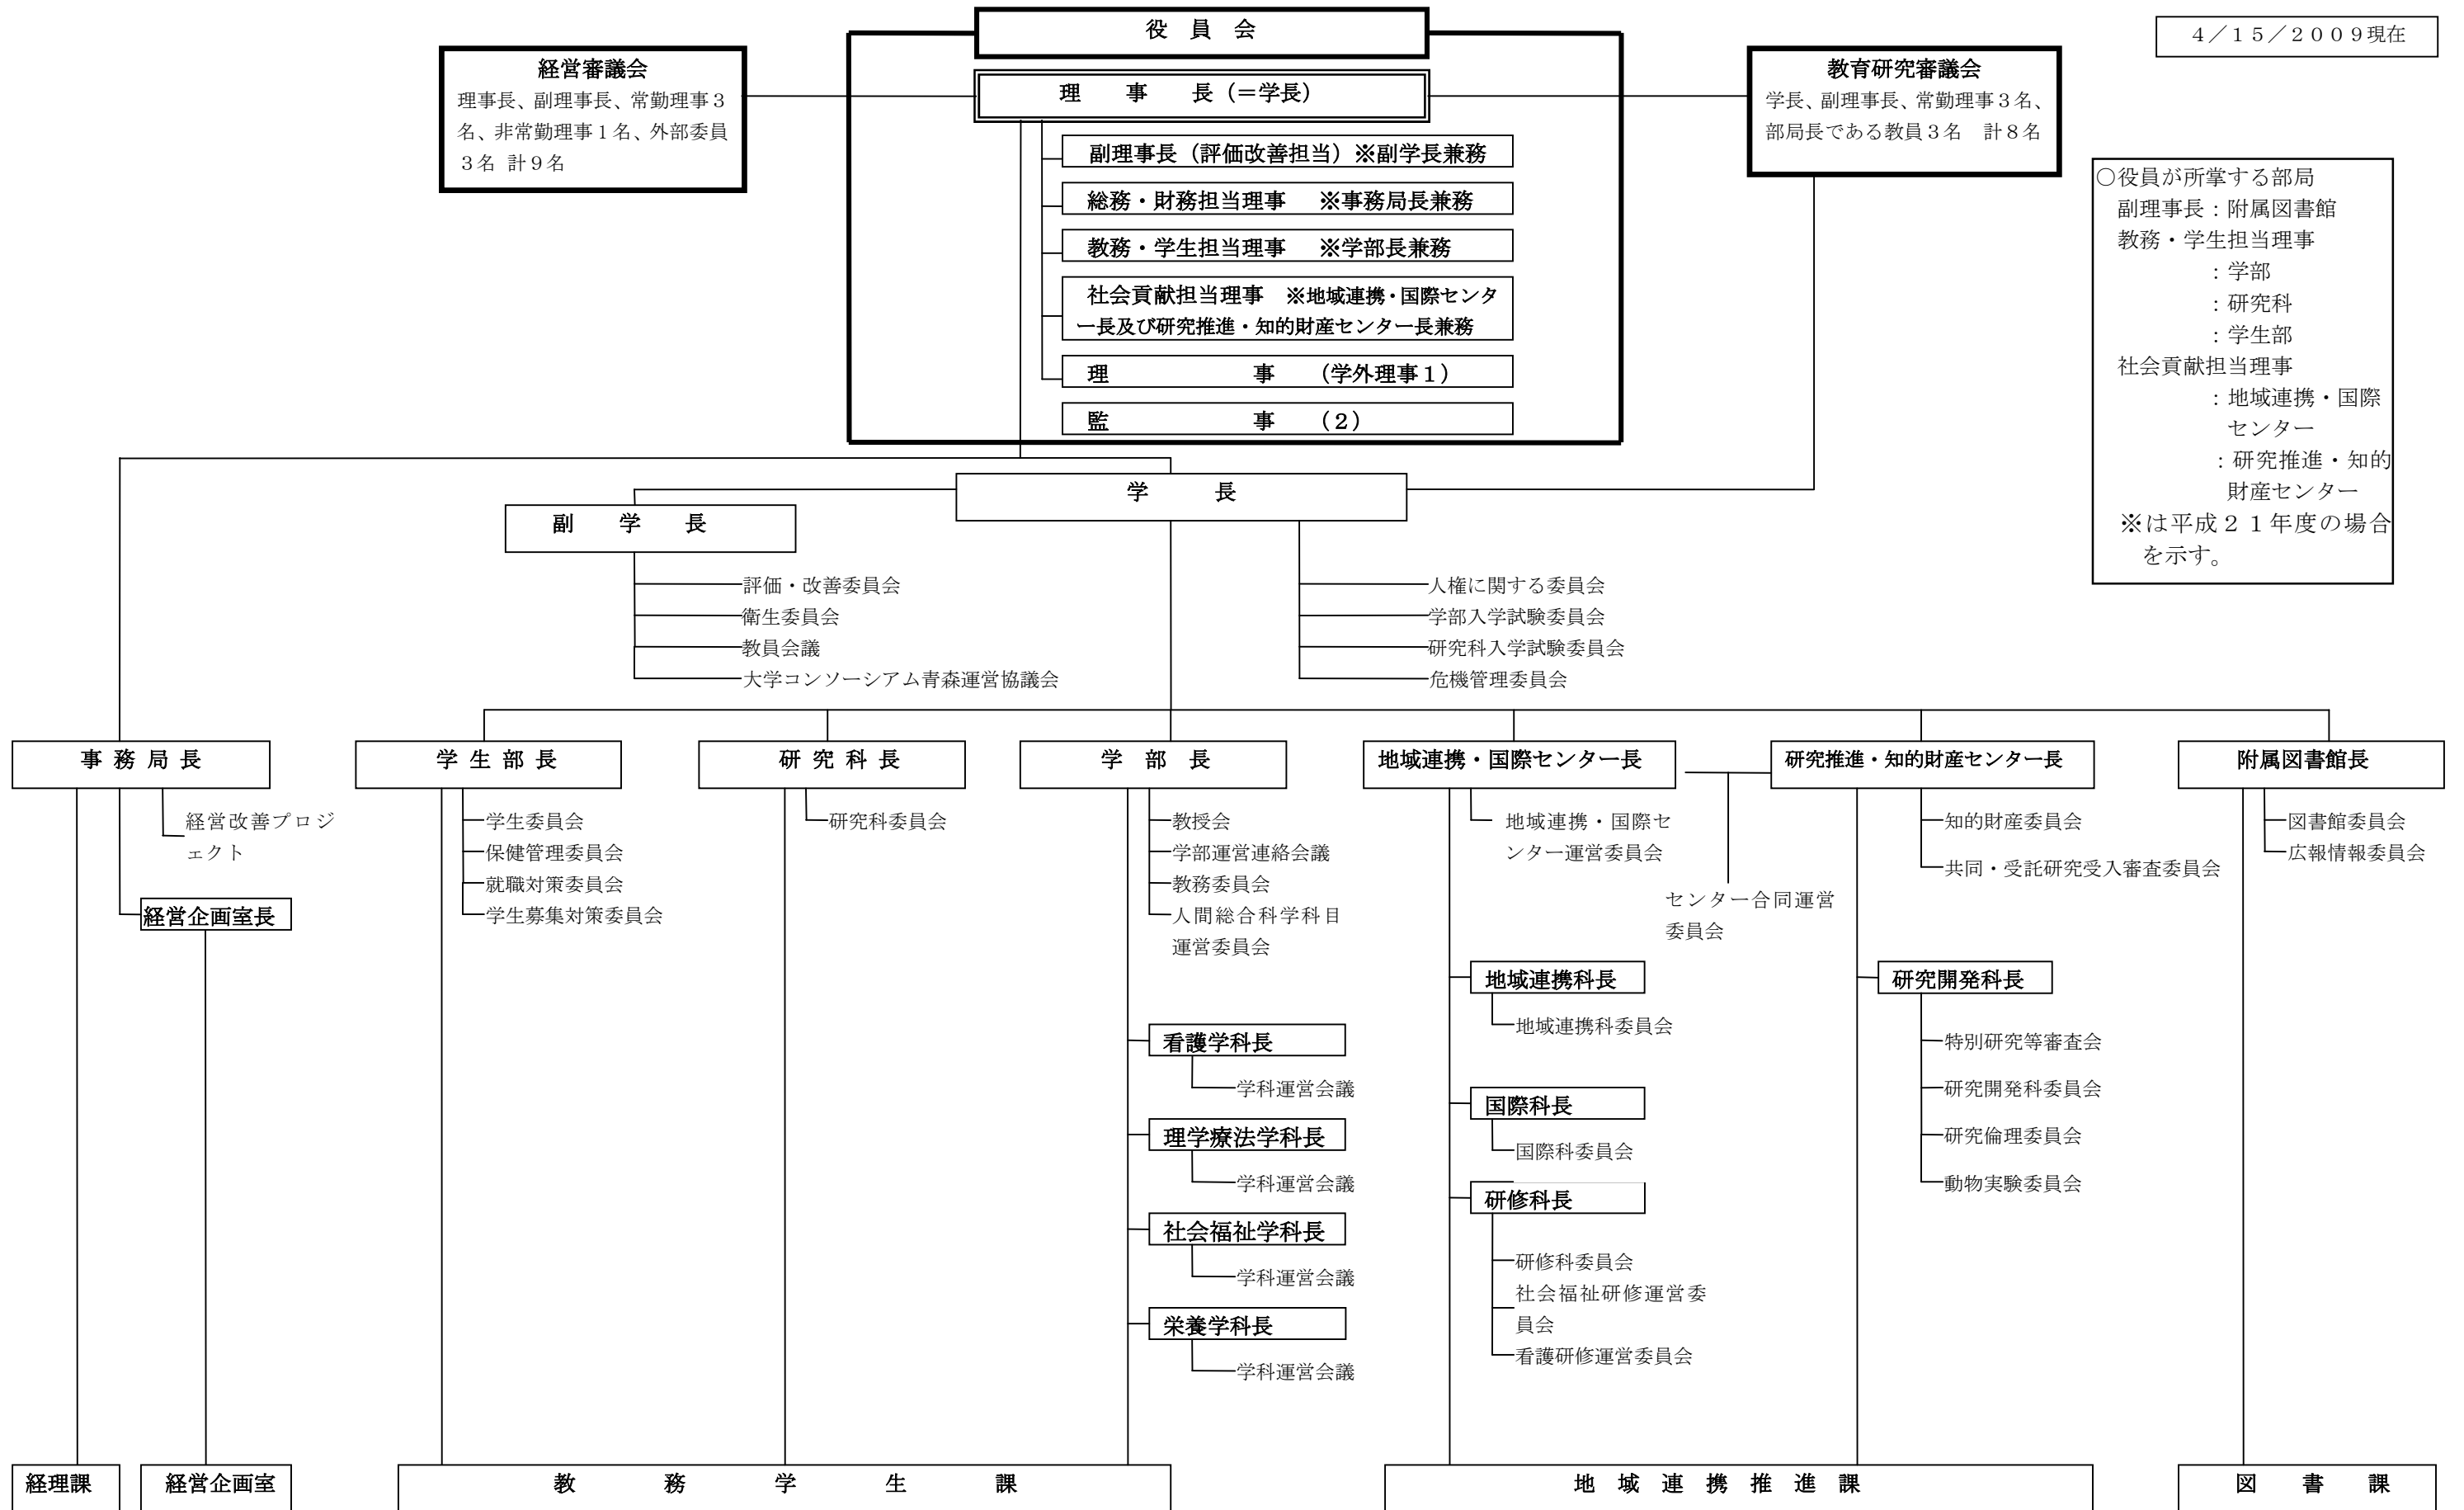 役　員　会
４／１５／２００９現在
経営審議会
理事長、副理事長、常勤理事３
名、非常勤理事１名、外部委員
３名 計９名
理　　事　　長（＝学長）
教育研究審議会
学長、副理事長、常勤理事３名、
部局長である教員３名　計８名
副理事長（評価改善担当）※副学長兼務
総務・財務担当理事　※事務局長兼務
教務・学生担当理事　※学部長兼務
社会貢献担当理事　※地域連携・国際センタ
ー長及び研究推進・知的財産センター長兼務
理　　　　　　事　（学外理事１）
監　　　　　　事　（２）
○役員が所掌する部局
副理事長：附属図書館
教務・学生担当理事
：学部
：研究科
：学生部
社会貢献担当理事
：地域連携・国際
センター
：研究推進・知的
財産センター
※は平成２１年度の場合
を示す。
学　　　長
副　　学　　長
評価・改善委員会
衛生委員会
教員会議
大学コンソーシアム青森運営協議会
人権に関する委員会
学部入学試験委員会
研究科入学試験委員会
危機管理委員会
事 務 局 長
経営改善プロジ
ェクト
経営企画室長
学 生 部 長
学生委員会
保健管理委員会
就職対策委員会
学生募集対策委員会
研 究 科 長
研究科委員会
学　部　長
教授会
学部運営連絡会議
教務委員会
人間総合科学科目
運営委員会
看護学科長
学科運営会議
理学療法学科長
学科運営会議
社会福祉学科長
学科運営会議
栄養学科長
学科運営会議
地域連携・国際センター長
地域連携・国際セ
ンター運営委員会
センター合同運営
委員会
地域連携科長
地域連携科委員会
国際科長
国際科委員会
研修科長
研修科委員会
社会福祉研修運営委
員会
看護研修運営委員会
研究推進・知的財産センター長
知的財産委員会
共同・受託研究受入審査委員会
研究開発科長
特別研究等審査会
研究開発科委員会
研究倫理委員会
動物実験委員会
附属図書館長
図書館委員会
広報情報委員会
経理課
経営企画室
教　　務　　学　　生　　課
地　域　連　携　推　進　課
図　　書　　課